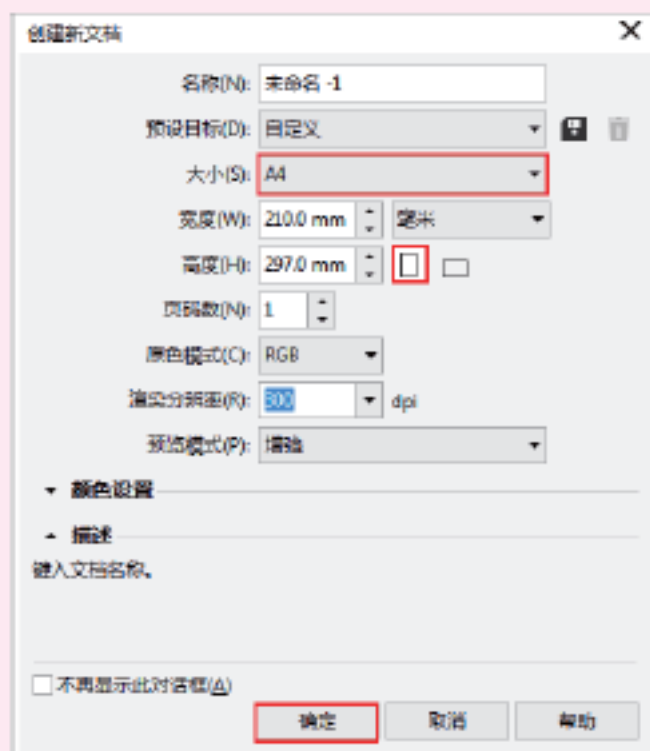 创建新文档
名称(N): 未命名 -1
预设目标(D): 自定义
大小(S): A4
宽度(W): 210.0 mm 毫米
高度(H): 297.0 mm
页码数(N): 1
原色模式(C): RGB
渲染分辨率(R): 300 dpi
预览模式(P): 增强
颜色设置
描述
键入文档名称。
不再显示此对话框(A)
确定 取消 帮助